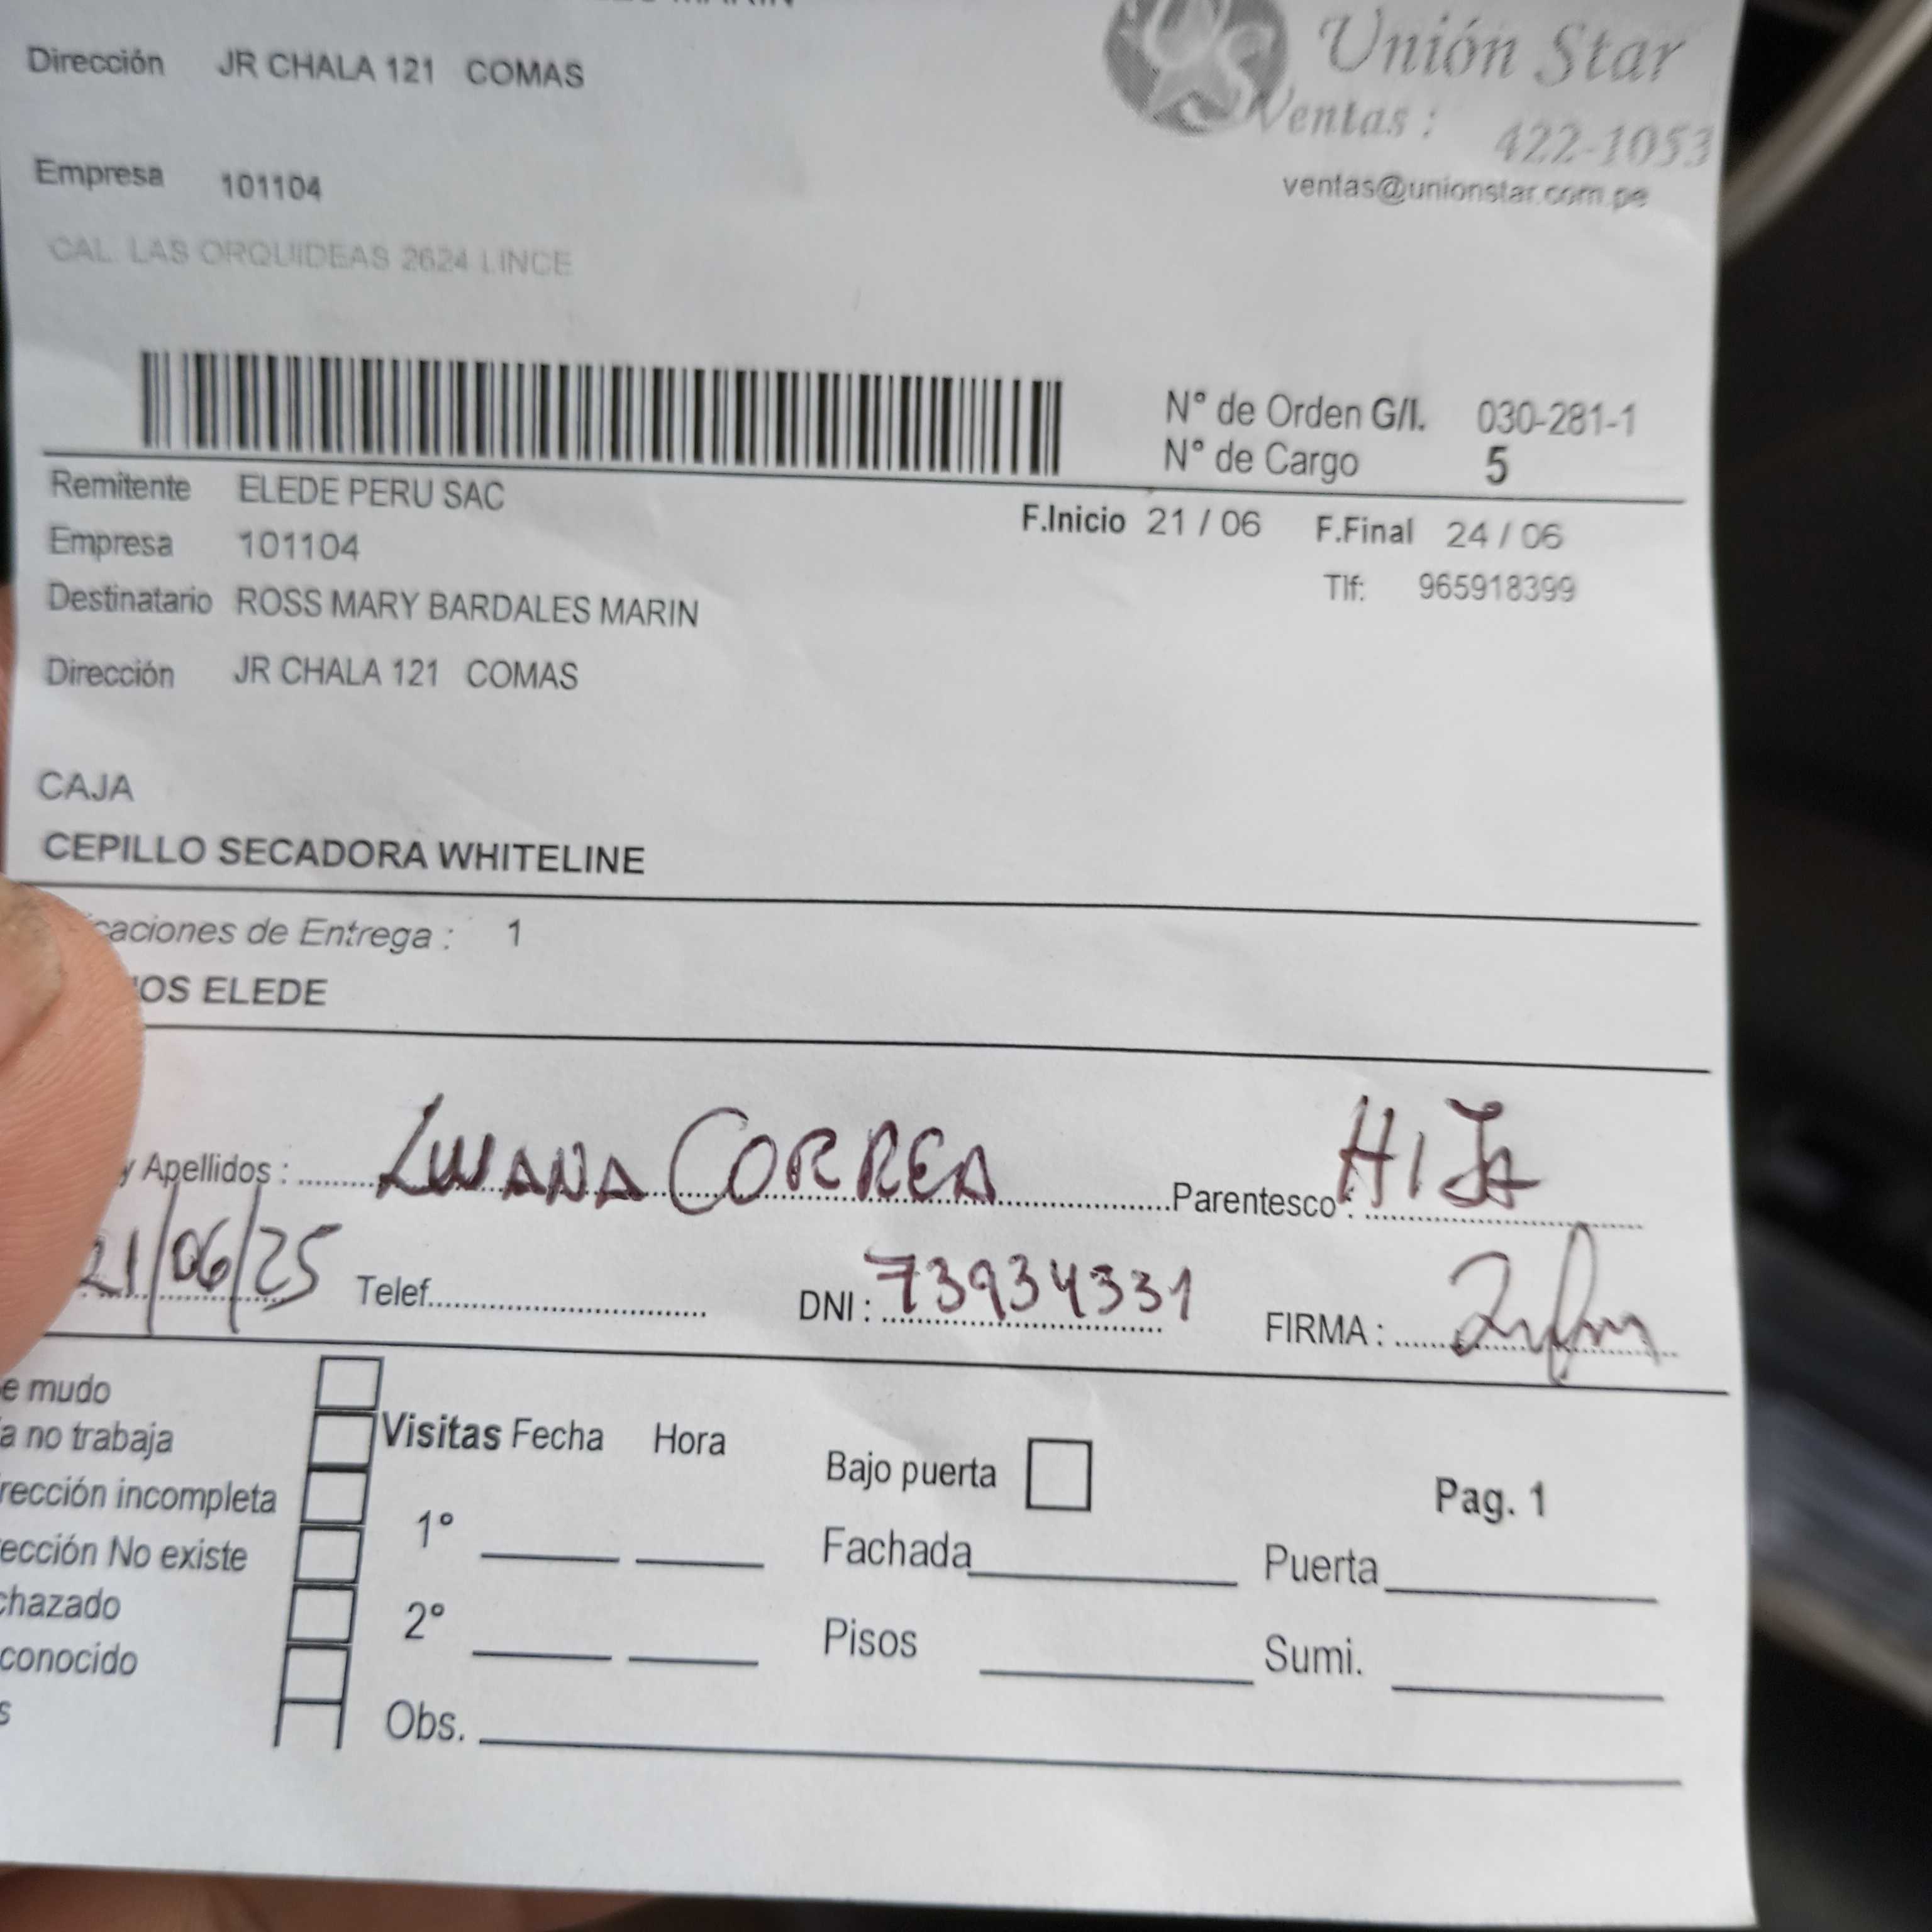 Dirección JR CHALA 121 COMAS
Unión Star
Ventas : 422-1053
ventas@unionstar.com.pe
Empresa 101104
CAL. LAS ORQUIDEAS 2624 LINCE
N° de Orden G/I. 030-281-1
N° de Cargo 5
Remitente ELEDE PERU SAC
F.Inicio 21 / 06 F.Final 24 / 06
Empresa 101104
Tlf: 965918399
Destinatario ROSS MARY BARDALES MARIN
Dirección JR CHALA 121 COMAS
CAJA
CEPILLO SECADORA WHITELINE
caciones de Entrega : 1
OS ELEDE
y Apellidos : LUWANA CORREA Parentesco : HIJA
21/06/25 Telef. DNI : 73934331 FIRMA :
e mudo
a no trabaja
Visitas Fecha Hora
Bajo puerta
Pag. 1
rección incompleta
1°
Fachada Puerta
ección No existe
chazado
2°
Pisos Sumi.
conocido
s
Obs.